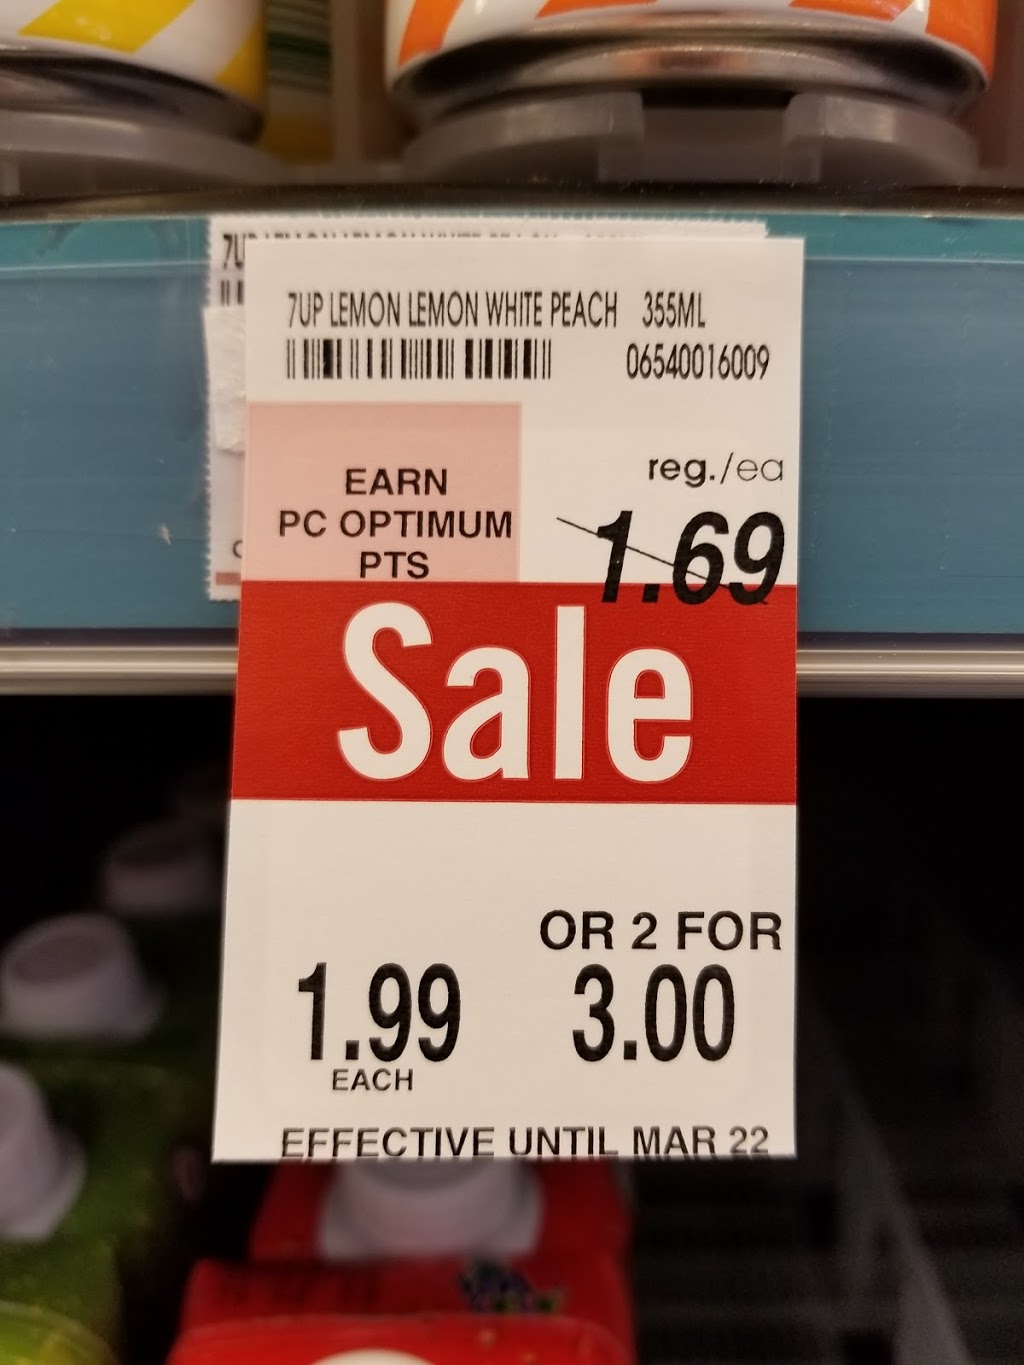 7UP LEMON LEMON WHITE PEACH 355ML
06540016009
reg./ea
1.69
EARN
PC OPTIMUM
PTS
Sale
OR 2 FOR
1.99 3.00
EACH
EFFECTIVE UNTIL MAR 22